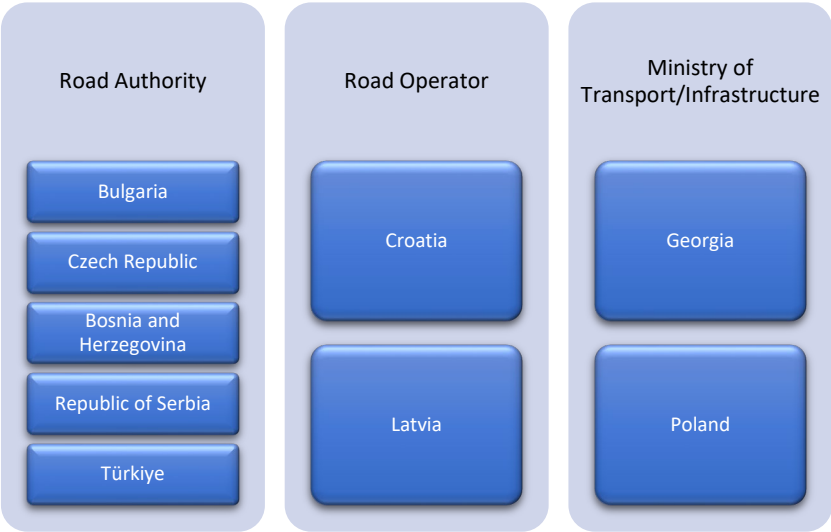 Road Authority
Bulgaria
Czech Republic
Bosnia and
Herzegovina
Republic of Serbia
Türkiye
Road Operator
Croatia
Latvia
Ministry of
Transport/Infrastructure
Georgia
Poland